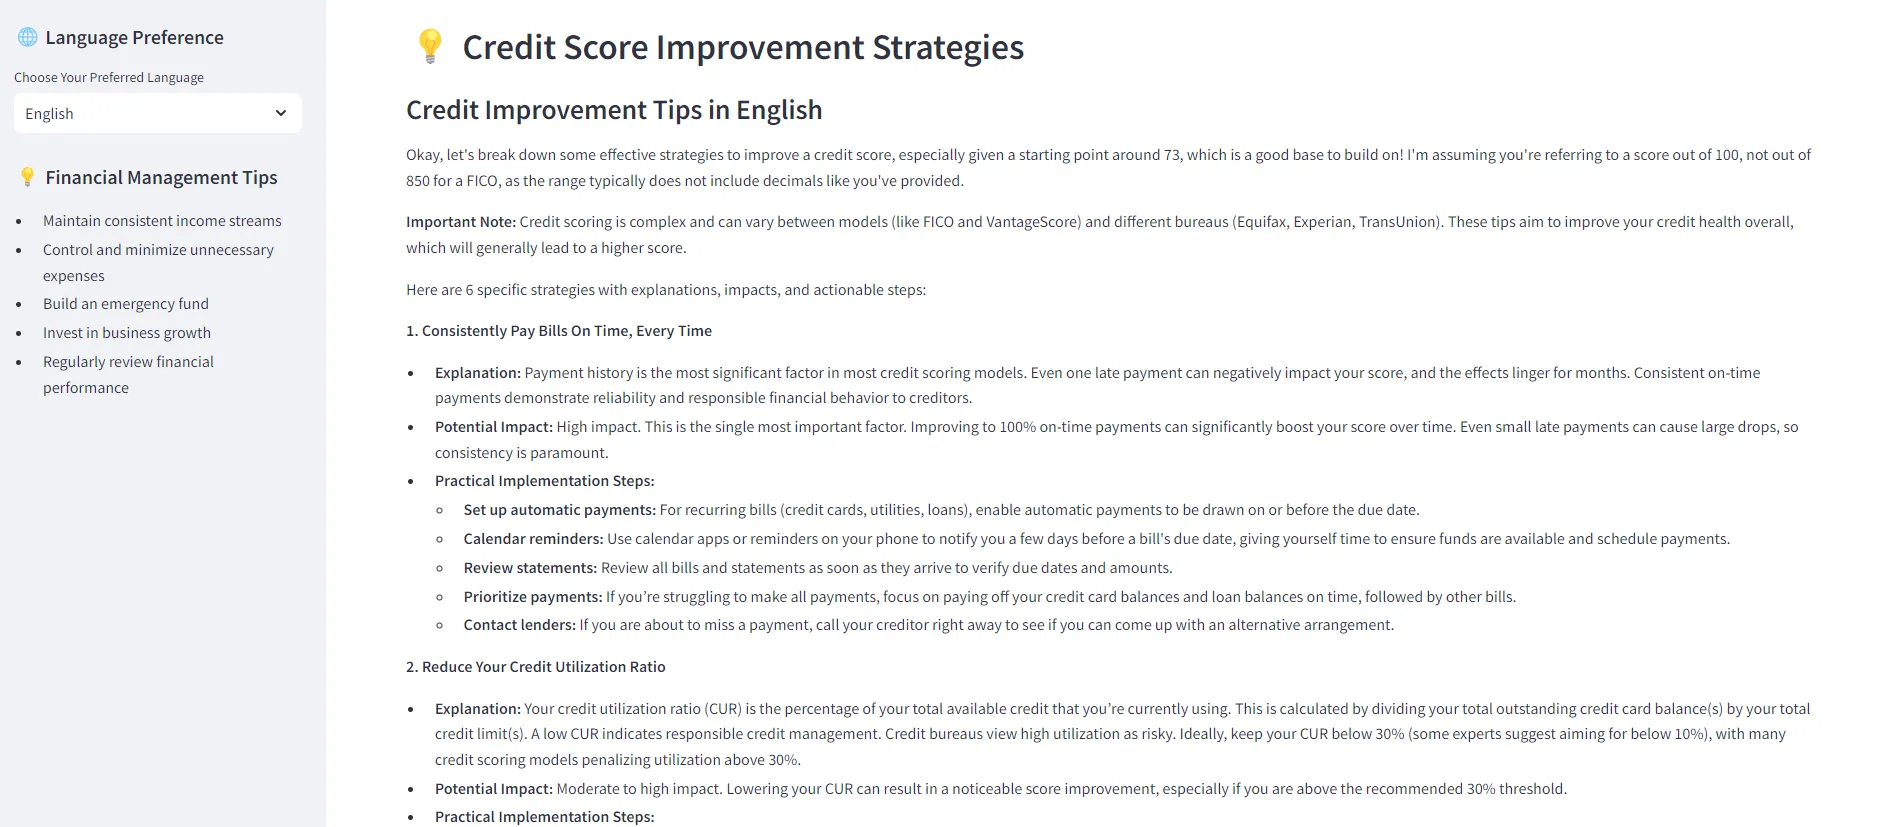 Language Preference
Choose Your Preferred Language
English
Financial Management Tips
Maintain consistent income streams
Control and minimize unnecessary
expenses
Build an emergency fund
Invest in business growth
Regularly review financial
performance
Credit Score Improvement Strategies
Credit Improvement Tips in English
Okay, let's break down some effective strategies to improve a credit score, especially given a starting point around 73, which is a good base to build on! I'm assuming you're referring to a score out of 100, not out of
850 for a FICO, as the range typically does not include decimals like you've provided.
Important Note: Credit scoring is complex and can vary between models (like FICO and VantageScore) and different bureaus (Equifax, Experian, TransUnion). These tips aim to improve your credit health overall,
which will generally lead to a higher score.
Here are 6 specific strategies with explanations, impacts, and actionable steps:
1. Consistently Pay Bills On Time, Every Time
Explanation: Payment history is the most significant factor in most credit scoring models. Even one late payment can negatively impact your score, and the effects linger for months. Consistent on-time
payments demonstrate reliability and responsible financial behavior to creditors.
Potential Impact: High impact. This is the single most important factor. Improving to 100% on-time payments can significantly boost your score over time. Even small late payments can cause large drops, so
consistency is paramount.
Practical Implementation Steps:
Set up automatic payments: For recurring bills (credit cards, utilities, loans), enable automatic payments to be drawn on or before the due date.
Calendar reminders: Use calendar apps or reminders on your phone to notify you a few days before a bill's due date, giving yourself time to ensure funds are available and schedule payments.
Review statements: Review all bills and statements as soon as they arrive to verify due dates and amounts.
Prioritize payments: If you’re struggling to make all payments, focus on paying off your credit card balances and loan balances on time, followed by other bills.
Contact lenders: If you are about to miss a payment, call your creditor right away to see if you can come up with an alternative arrangement.
2. Reduce Your Credit Utilization Ratio
Explanation: Your credit utilization ratio (CUR) is the percentage of your total available credit that you’re currently using. This is calculated by dividing your total outstanding credit card balance(s) by your total
credit limit(s). A low CUR indicates responsible credit management. Credit bureaus view high utilization as risky. Ideally, keep your CUR below 30% (some experts suggest aiming for below 10%), with many
credit scoring models penalizing utilization above 30%.
Potential Impact: Moderate to high impact. Lowering your CUR can result in a noticeable score improvement, especially if you are above the recommended 30% threshold.
Practical Implementation Steps: